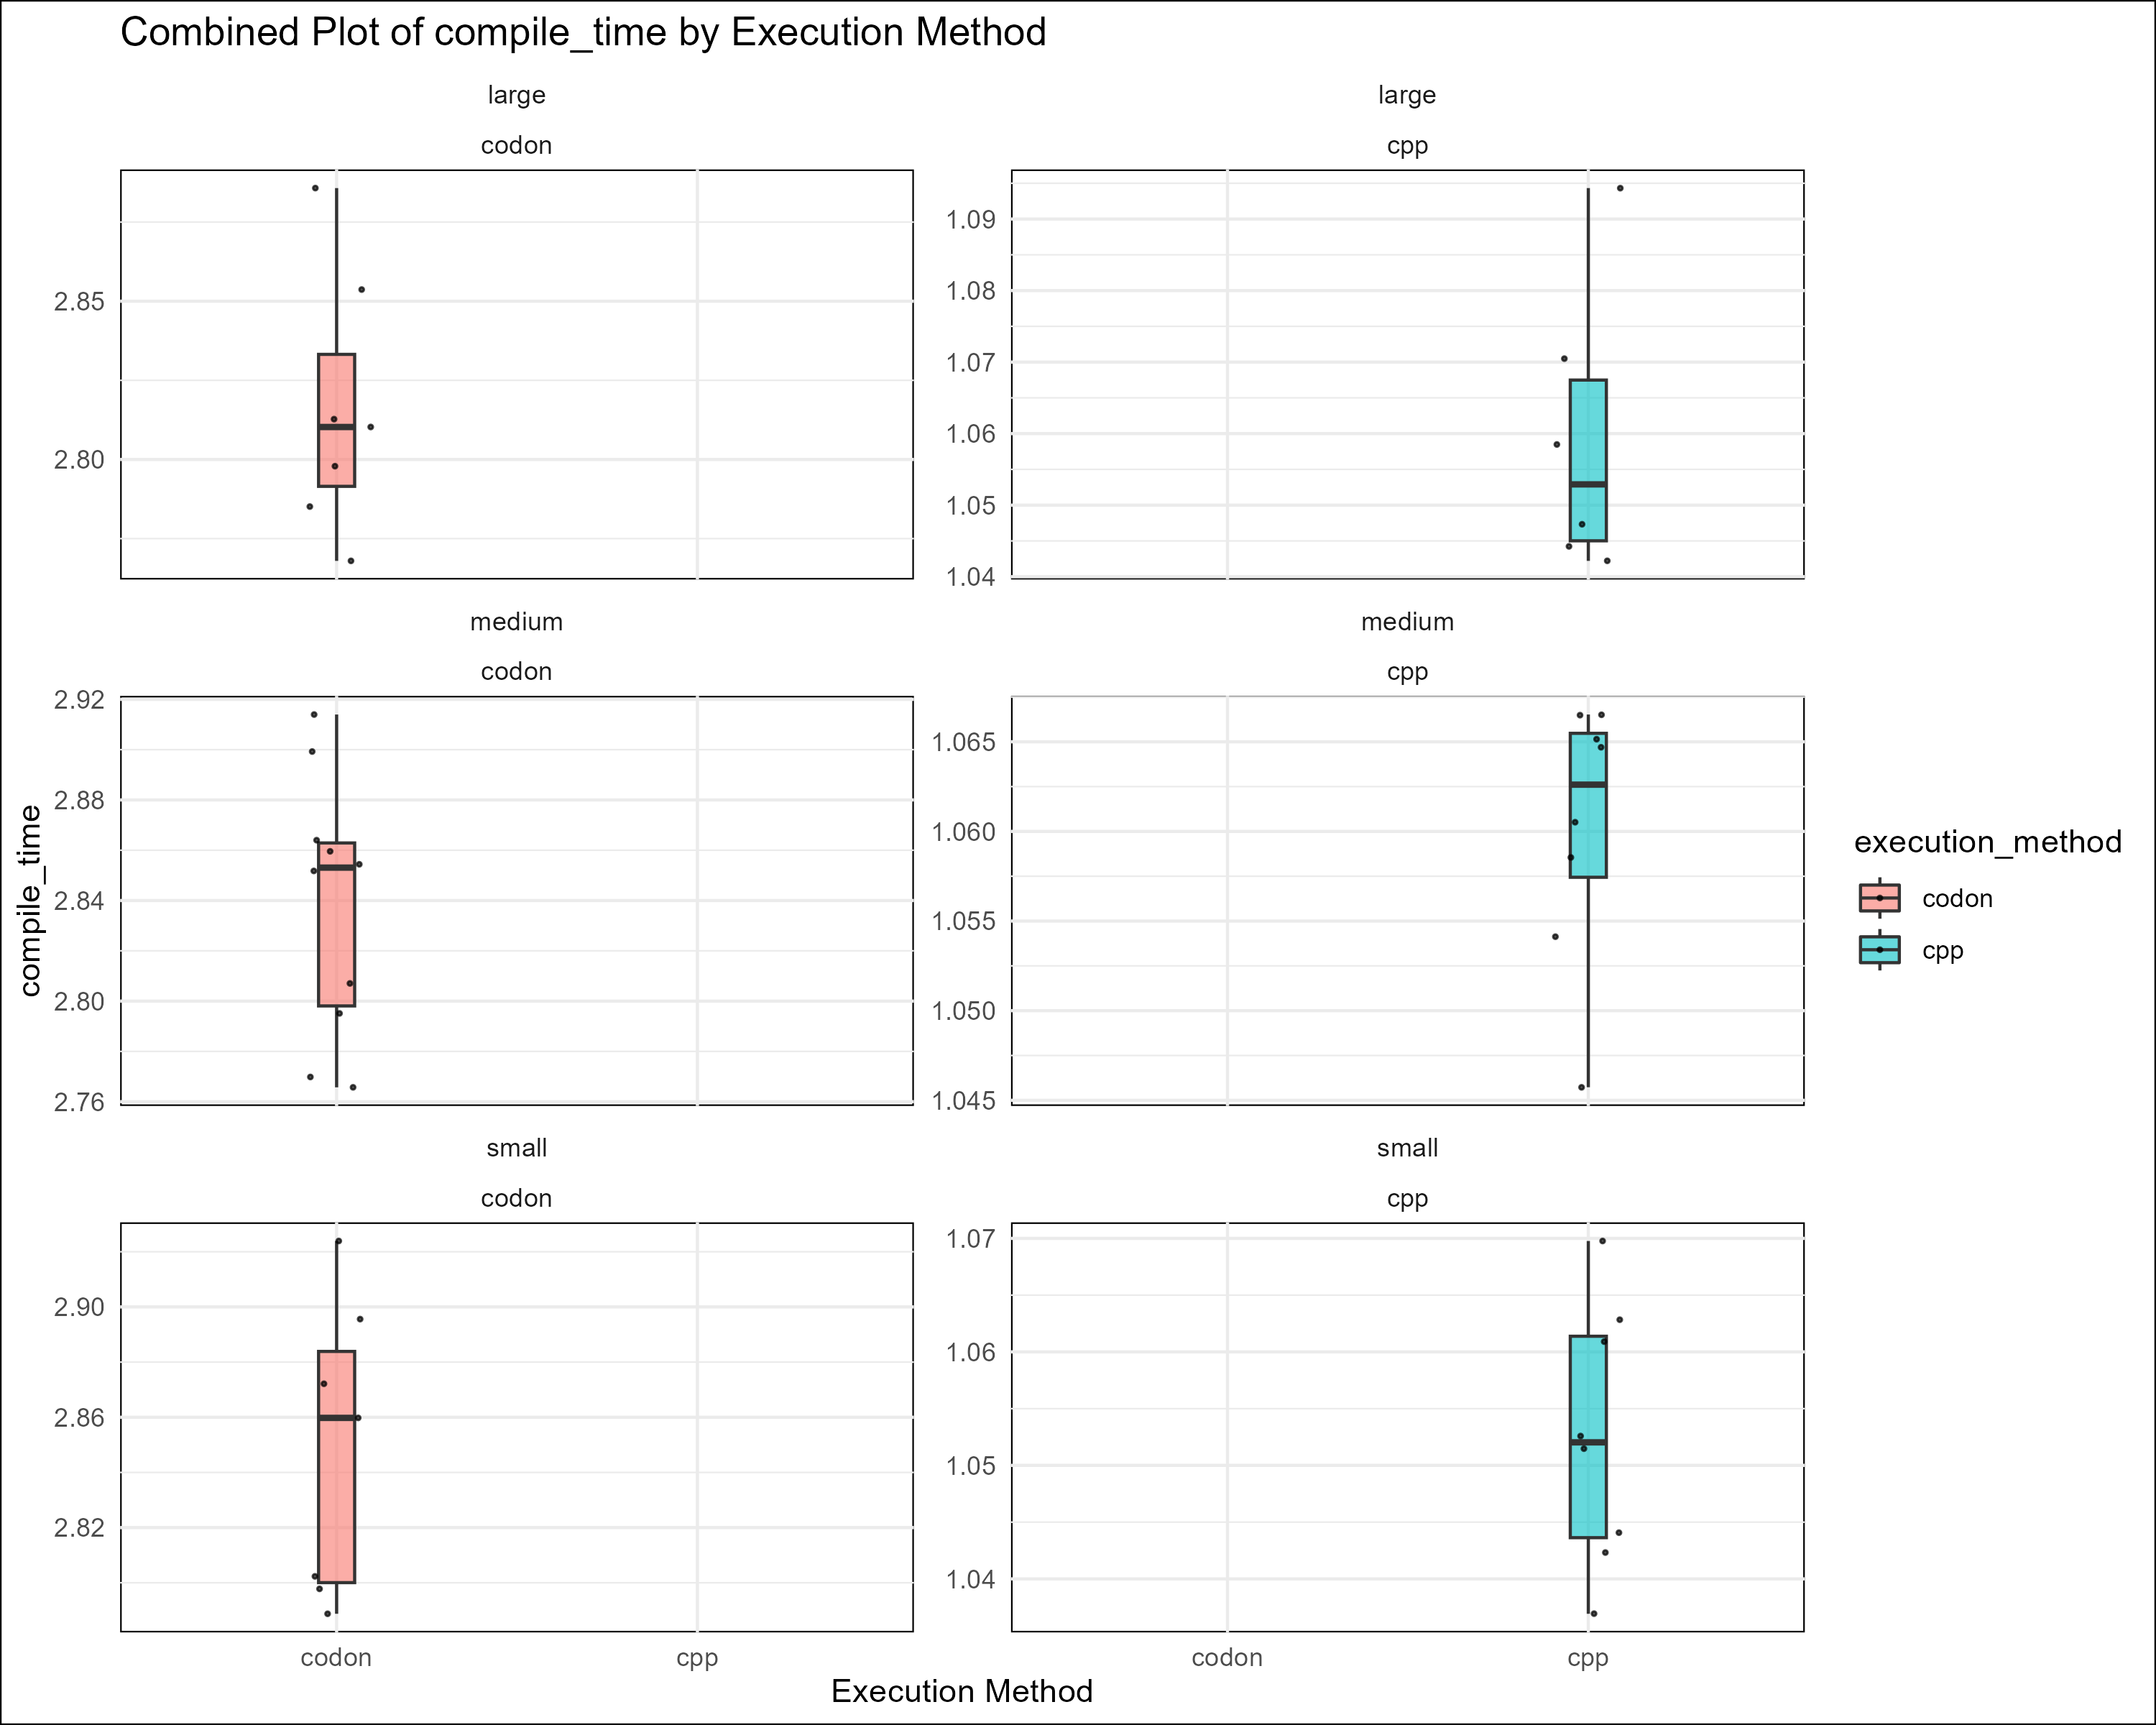 Combined Plot of compile_time by Execution Method
large
codon
2.85
2.80
large
cpp
1.09
1.08
1.07
1.06
1.05
1.04
medium
codon
2.92
2.88
2.84
2.80
2.76
medium
cpp
1.065
1.060
1.055
1.050
1.045
small
codon
2.90
2.86
2.82
small
cpp
1.07
1.06
1.05
1.04
codon
cpp
codon
cpp
compile_time
Execution Method
execution_method
codon
cpp